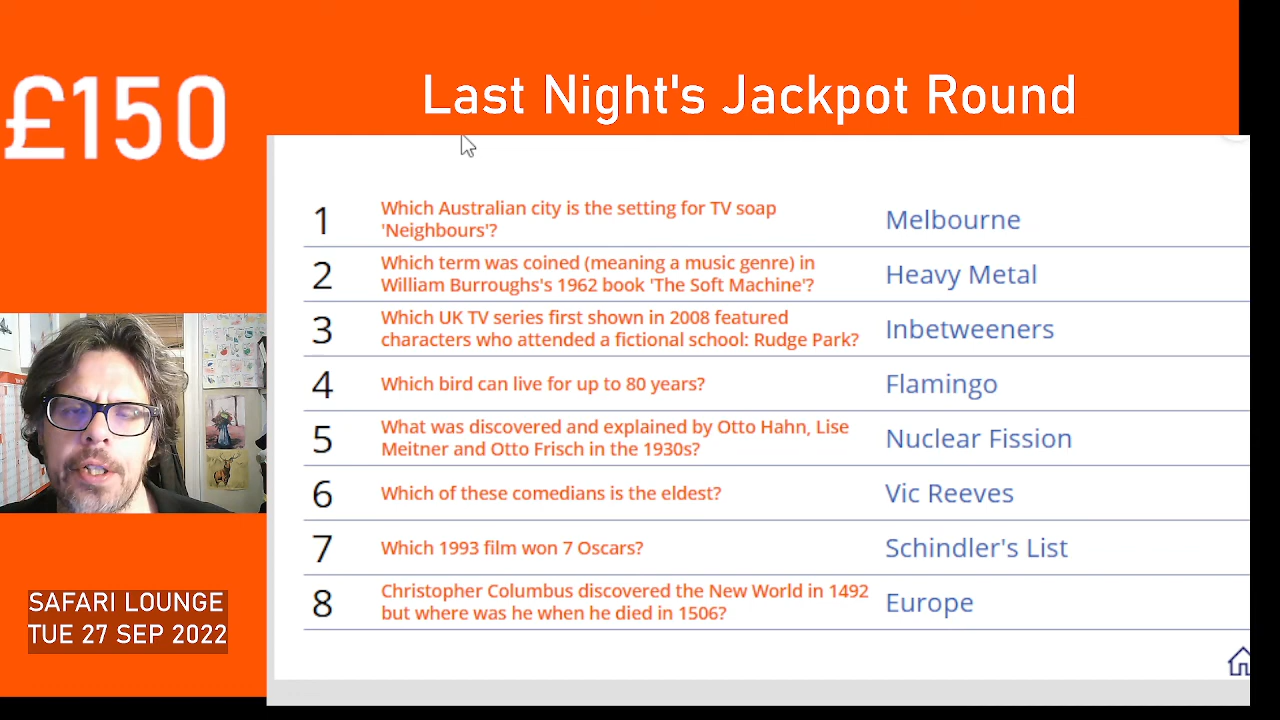 £150
Last Night's Jackpot Round
1
Which Australian city is the setting for TV soap
'Neighbours'?
Melbourne
2
Which term was coined (meaning a music genre) in
William Burroughs's 1962 book 'The Soft Machine'?
Heavy Metal
3
Which UK TV series first shown in 2008 featured
characters who attended a fictional school: Rudge Park?
Inbetweeners
4
Which bird can live for up to 80 years?
Flamingo
5
What was discovered and explained by Otto Hahn, Lise
Meitner and Otto Frisch in the 1930s?
Nuclear Fission
6
Which of these comedians is the eldest?
Vic Reeves
7
Which 1993 film won 7 Oscars?
Schindler's List
8
Christopher Columbus discovered the New World in 1492
but where was he when he died in 1506?
Europe
SAFARI LOUNGE
TUE 27 SEP 2022